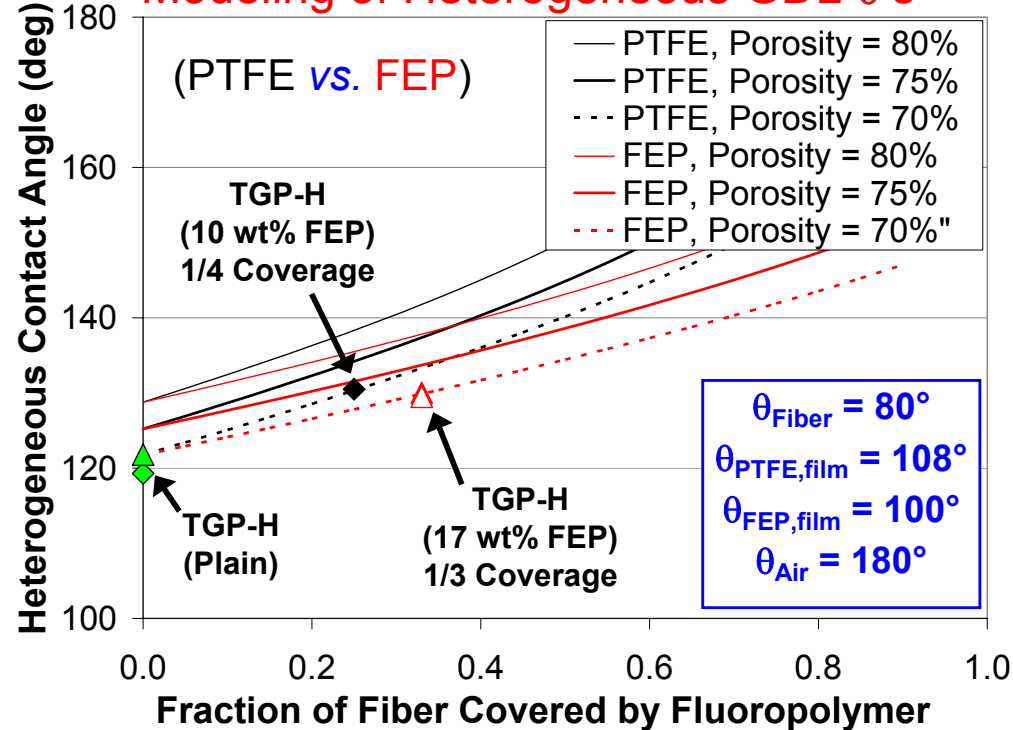 (PTFE vs. FEP)
PTFE, Porosity = 80%
PTFE, Porosity = 75%
PTFE, Porosity = 70%
FEP, Porosity = 80%
FEP, Porosity = 75%
FEP, Porosity = 70%"
Heterogeneous Contact Angle (deg)
180
160
140
120
100
TGP-H
(10 wt% FEP)
1/4 Coverage
TGP-H
(Plain)
TGP-H
(17 wt% FEP)
1/3 Coverage
θFiber = 80°
θPTFE,film = 108°
θFEP,film = 100°
θAir = 180°
0.0 0.2 0.4 0.6 0.8 1.0
Fraction of Fiber Covered by Fluoropolymer